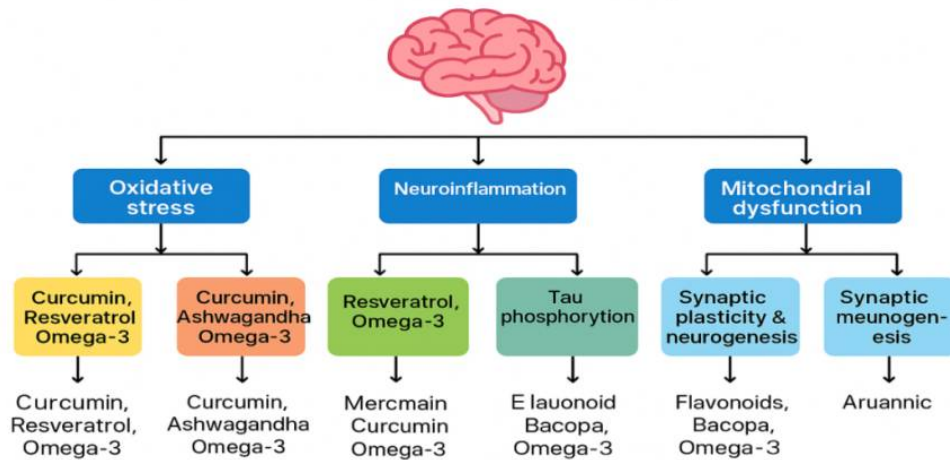 Oxidative
stress
Neuroinflammation
Mitochondrial
dysfunction
Curcumin,
Resveratrol
Omega-3
Curcumin,
Ashwagandha
Omega-3
Resveratrol,
Omega-3
Tau
phosphorytion
Synaptic
plasticity &
neurogenesis
Synaptic
meunogen-
esis
Curcumin,
Resveratrol,
Omega-3
Curcumin,
Ashwagandha
Omega-3
Mercmain
Curcumin
Omega-3
E lauonoid
Bacopa,
Omega-3
Flavonoids,
Bacopa,
Omega-3
Aruannic